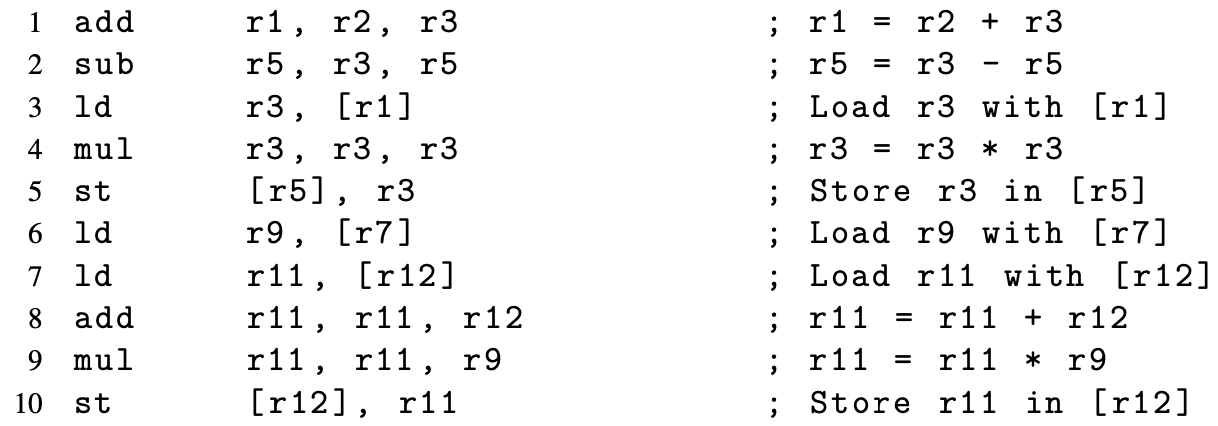 1 add r1, r2, r3 ; r1 = r2 + r3
2 sub r5, r3, r5 ; r5 = r3 - r5
3 ld r3, [r1] ; Load r3 with [r1]
4 mul r3, r3, r3 ; r3 = r3 * r3
5 st [r5], r3 ; Store r3 in [r5]
6 ld r9, [r7] ; Load r9 with [r7]
7 ld r11, [r12] ; Load r11 with [r12]
8 add r11, r11, r12 ; r11 = r11 + r12
9 mul r11, r11, r9 ; r11 = r11 * r9
10 st [r12], r11 ; Store r11 in [r12]